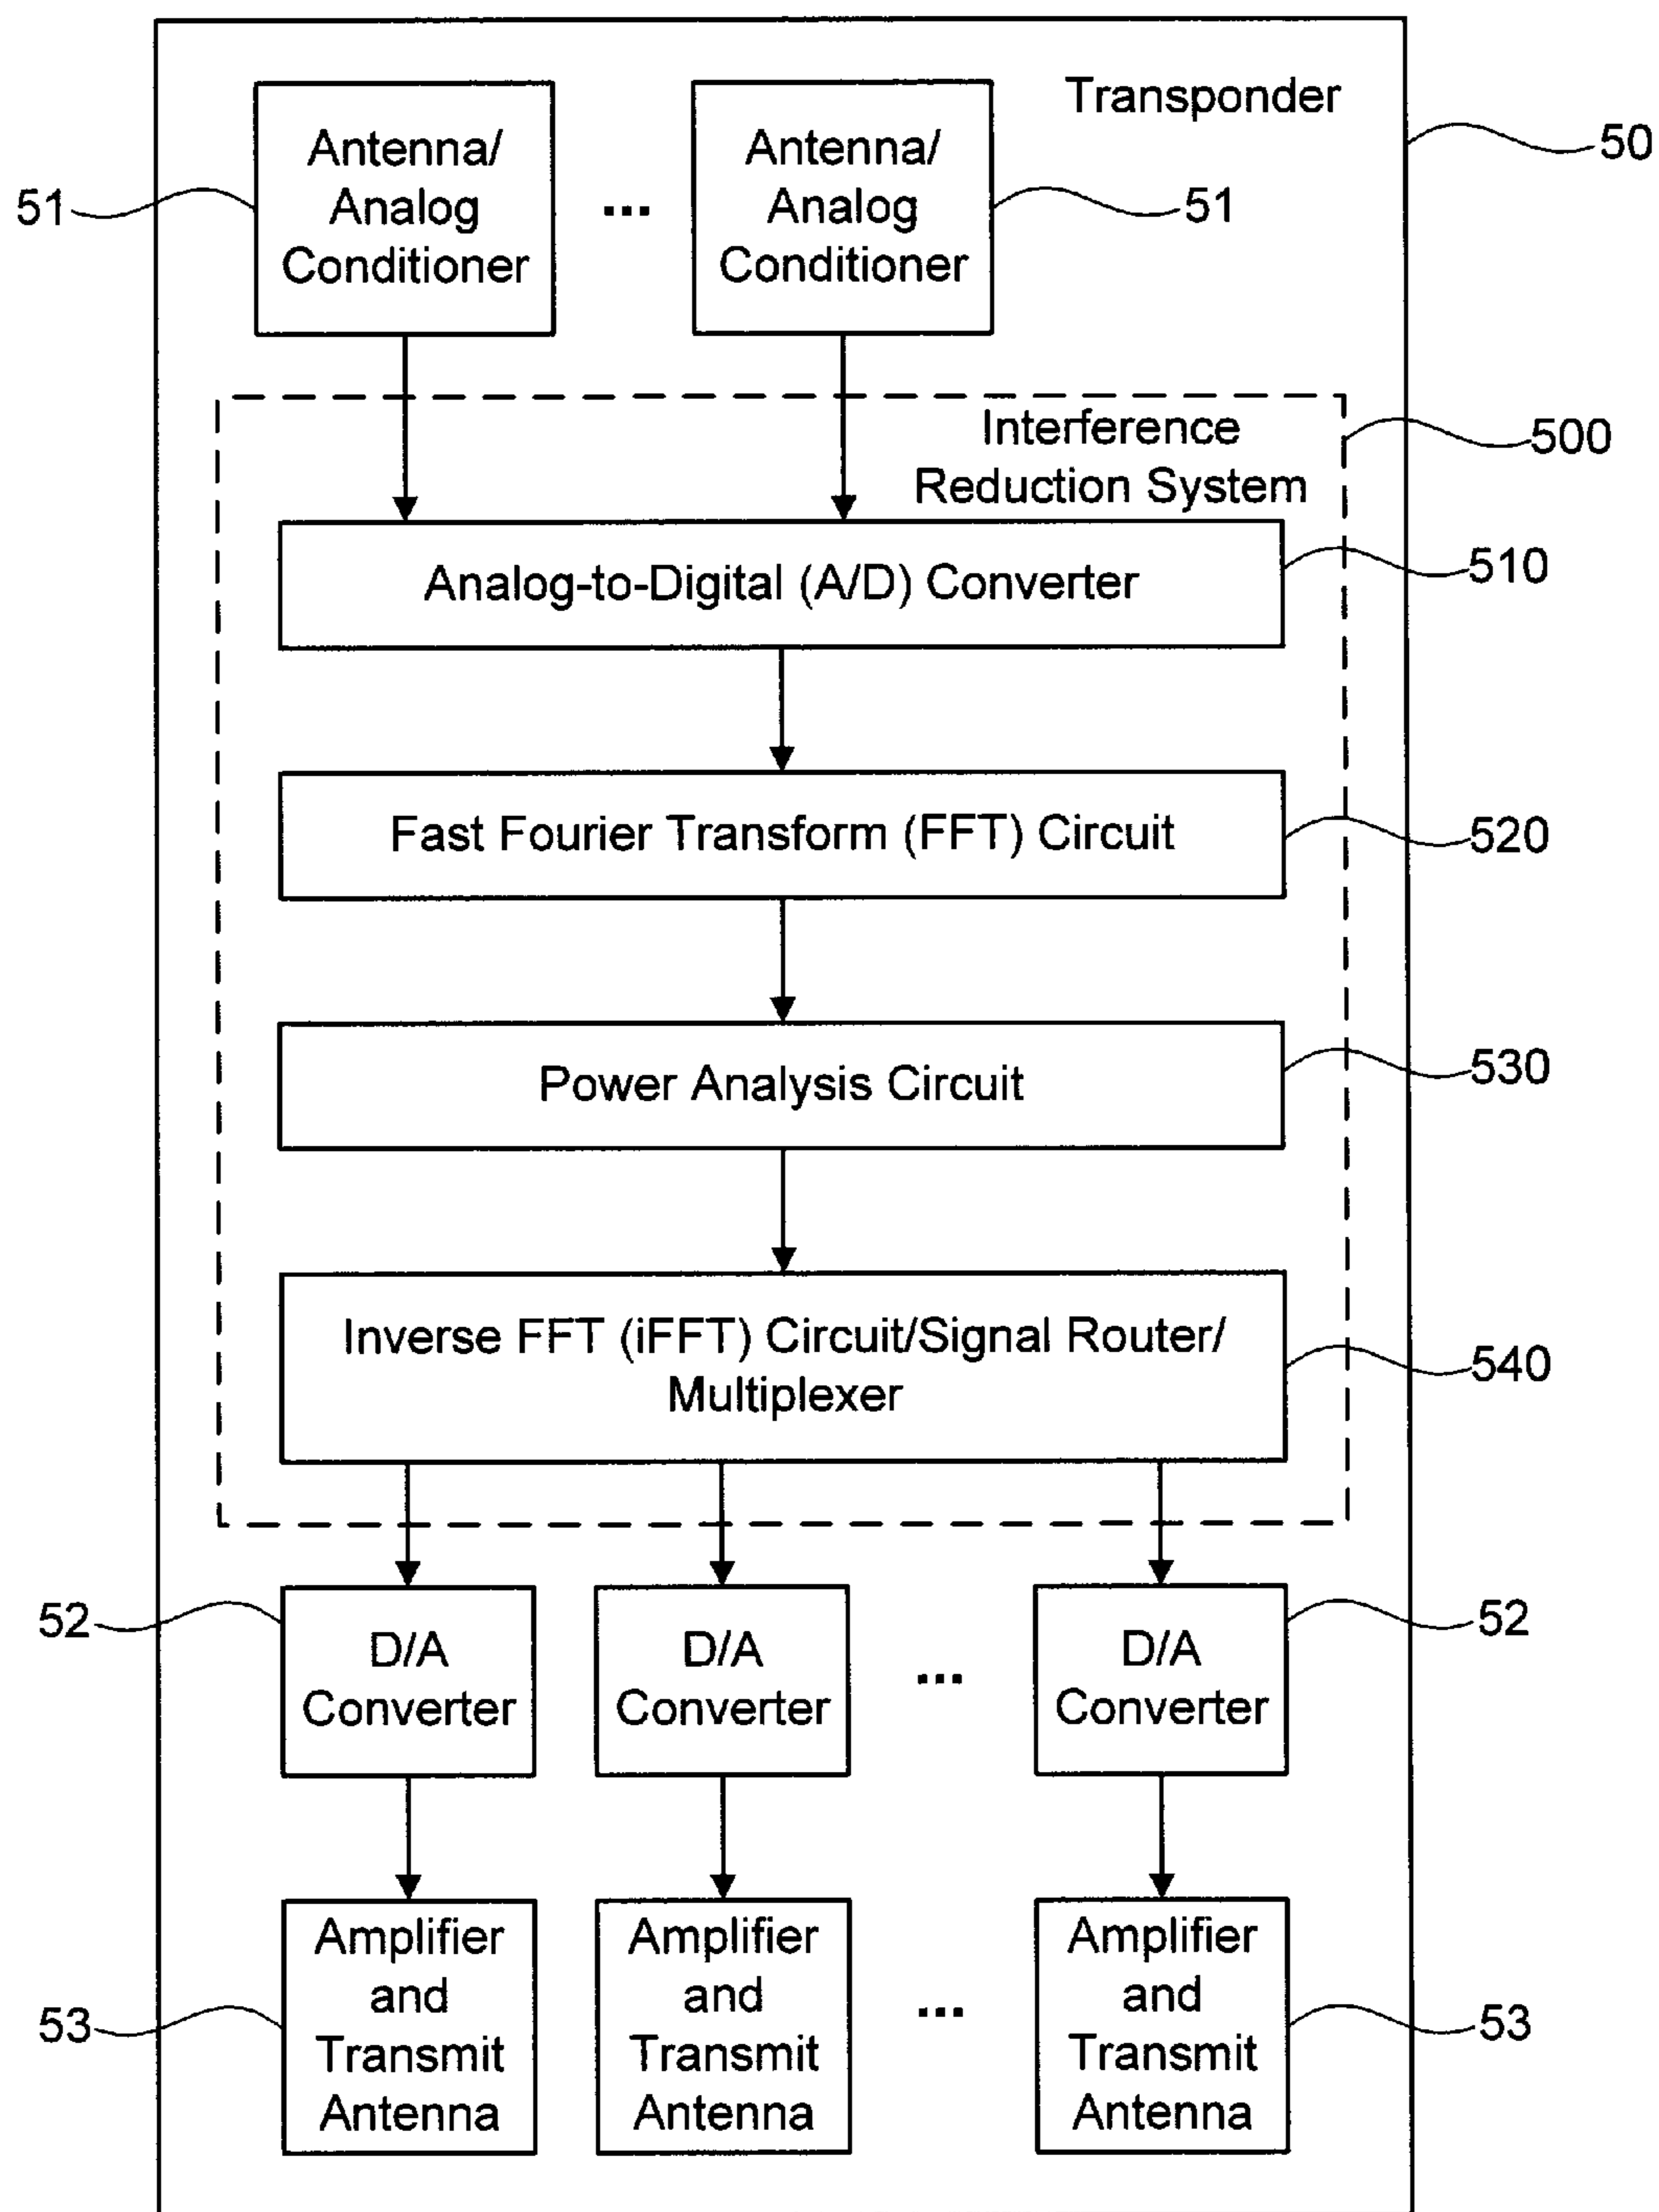 Transponder
50
Antenna/
Analog
Conditioner
51
...
Antenna/
Analog
Conditioner
51
Interference
Reduction System
500
Analog-to-Digital (A/D) Converter
510
Fast Fourier Transform (FFT) Circuit
520
Power Analysis Circuit
530
Inverse FFT (iFFT) Circuit/Signal Router/
Multiplexer
540
52
D/A
Converter
D/A
Converter
...
D/A
Converter
52
53
Amplifier
and
Transmit
Antenna
Amplifier
and
Transmit
Antenna
...
Amplifier
and
Transmit
Antenna
53